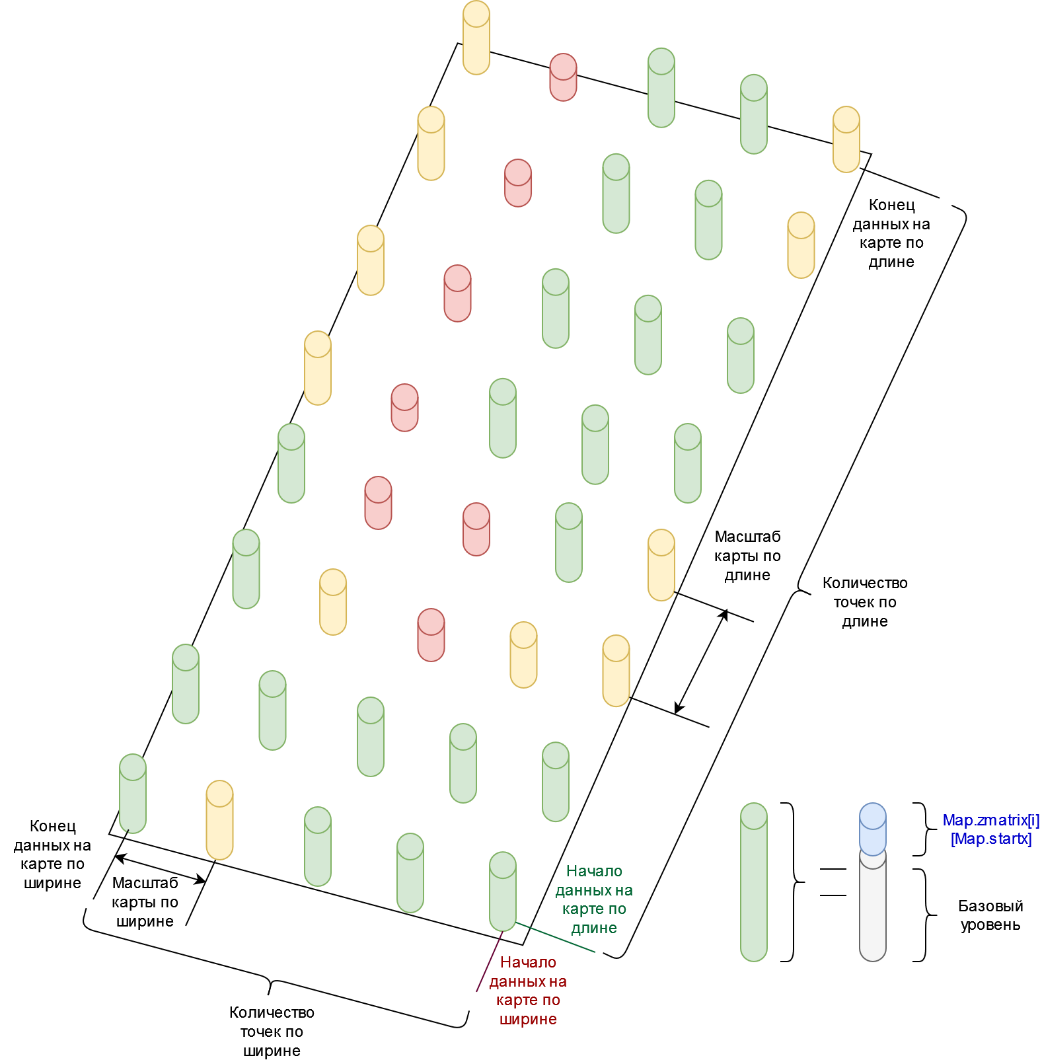 Конец
данных на
карте по
длине
Масштаб
карты по
длине
Количество
точек по
длине
Конец
данных на
карте по
ширине
Масштаб
карты по
ширине
Начало
данных на
карте по
длине
Начало
данных на
карте по
ширине
Количество
точек по
ширине
Map.zmatrix[i]
[Map.startx]
Базовый
уровень